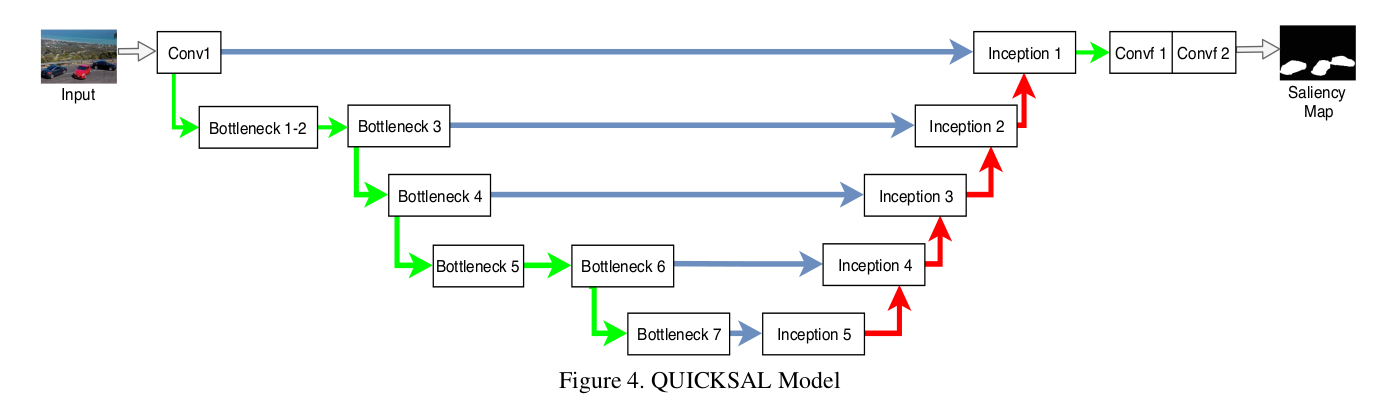 Input
Conv1
Inception 1
Convf 1
Convf 2
Saliency
Map
Bottleneck 1-2
Bottleneck 3
Inception 2
Bottleneck 4
Inception 3
Bottleneck 5
Bottleneck 6
Inception 4
Bottleneck 7
Inception 5
Figure 4. QUICKSAL Model